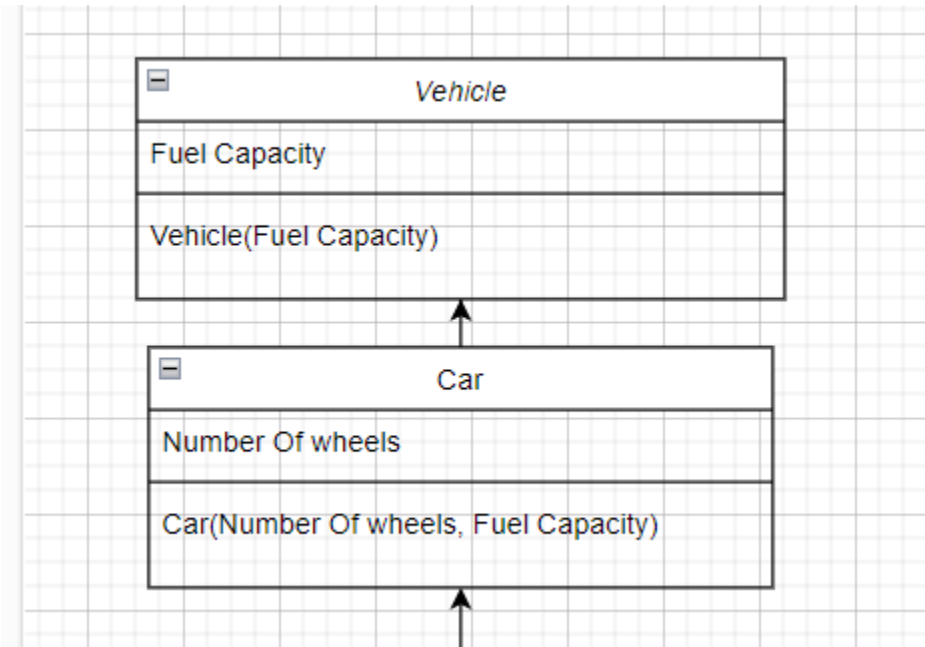 Vehicle
Fuel Capacity
Vehicle(Fuel Capacity)
Car
Number Of wheels
Car(Number Of wheels, Fuel Capacity)